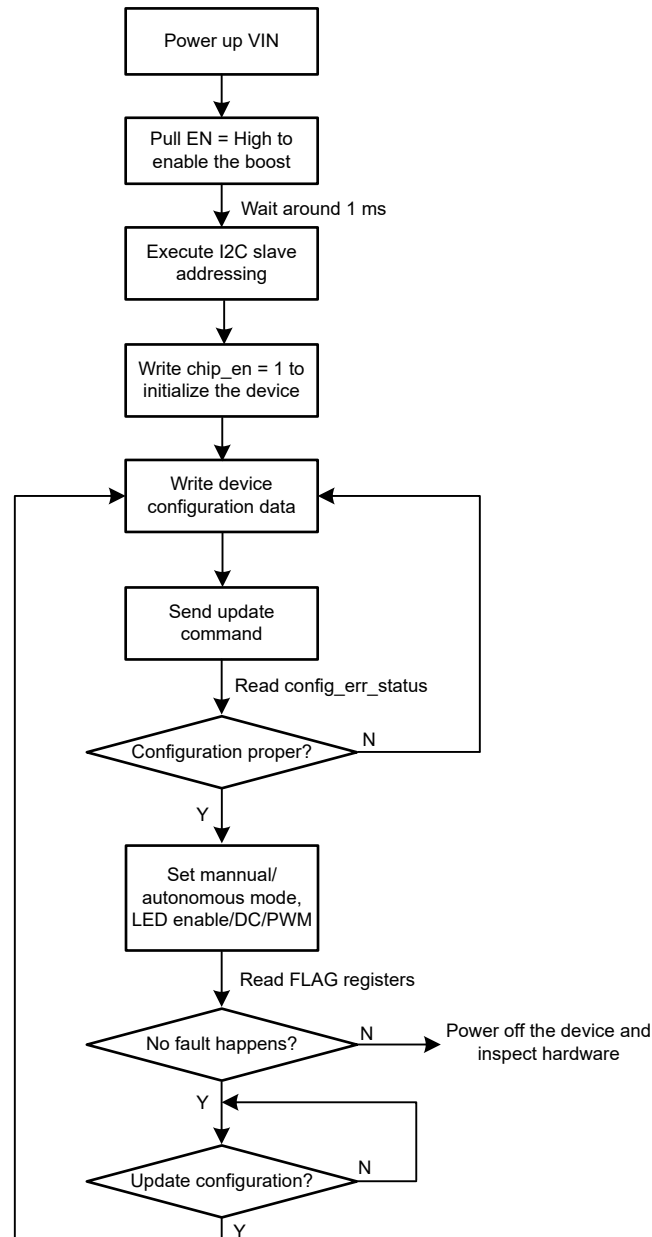 Power up VIN
Pull EN = High to
enable the boost
Wait around 1 ms
Execute I2C slave
addressing
Write chip_en = 1 to
initialize the device
Write device
configuration data
Send update
command
Read config_err_status
Configuration proper?
N
Y
Set mannual/
autonomous mode,
LED enable/DC/PWM
Read FLAG registers
No fault happens?
N
Power off the device and
inspect hardware
Y
Update configuration?
N
Y